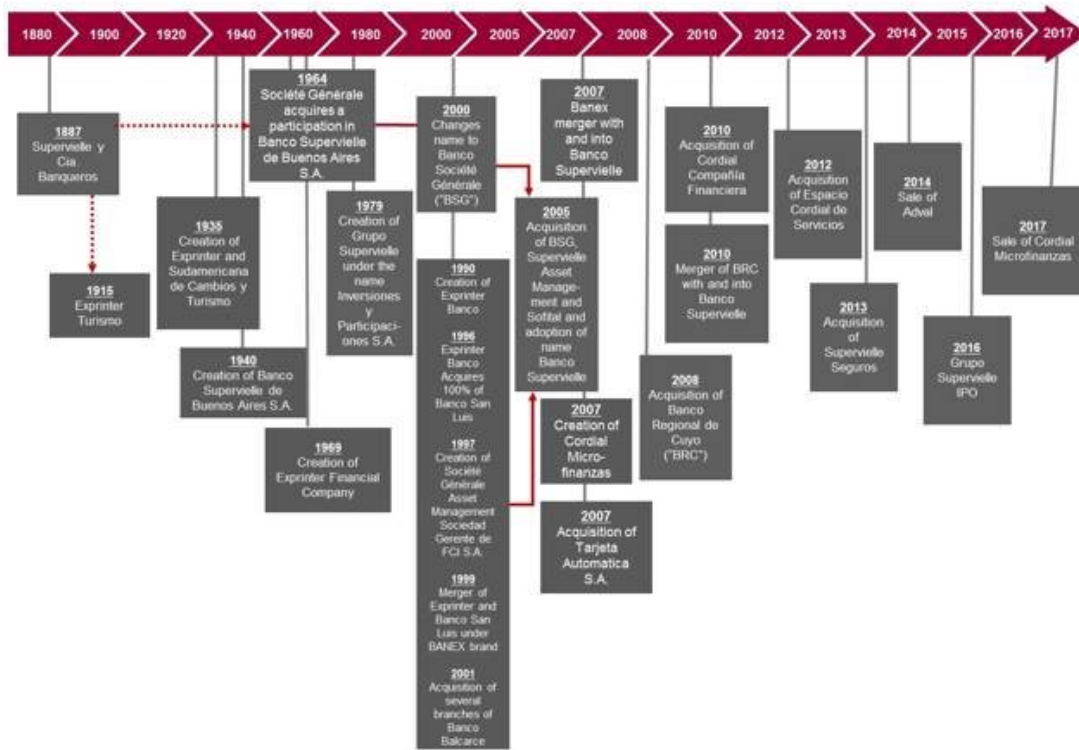 1880 1900 1920 1940 1960 1980 2000 2005 2007 2008 2010 2012 2013 2014 2015 2016 2017
1887
Supervielle y
Cia
Banqueros
1915
Exprinter
Turismo
1935
Creation of
Exprinter and
Sudamericana
de Cambios y
Turismo
1940
Creation of Banco
Supervielle de
Buenos Aires S.A.
1964
Société Générale
acquires a
participation in
Banco Supervielle
de Buenos Aires
S.A.
1969
Creation of
Exprinter Financial
Company
1979
Creation of
Grupo
Supervielle
under the
name
Inversiones
y
Participa-
ciones S.A.
2000
Changes
name to
Banco
Société
Générale
("BSG")
1990
Creation of
Exprinter
Banco
1996
Exprinter
Banco
Acquires
100% of
Banco San
Luis
1997
Creation of
Société
Générale
Asset
Management
Sociedad
Gerente de
FCI S.A.
1999
Merger of
Exprinter and
Banco San
Luis under
BANEX brand
2001
Acquisition of
several
branches of
Banco
Balcarce
2005
Acquisition
of BSG,
Supervielle
Asset
Manage-
ment and
Sofital and
adoption of
name
Banco
Supervielle
2007
Banex
merger with
and into
Banco
Supervielle
2007
Creation of
Cordial
Micro-
finanzas
2007
Acquisition of
Tarjeta
Automatica
S.A.
2008
Acquisition
of Banco
Regional de
Cuyo
("BRC")
2010
Acquisition
of Cordial
Compañía
Financiera
2010
Merger of BRC
with and into
Banco
Supervielle
2012
Acquisition
of Espacio
Cordial de
Servicios
2013
Acquisition
of
Supervielle
Seguros
2014
Sale of
Adval
2016
Grupo
Supervielle
IPO
2017
Sale of Cordial
Microfinanzas